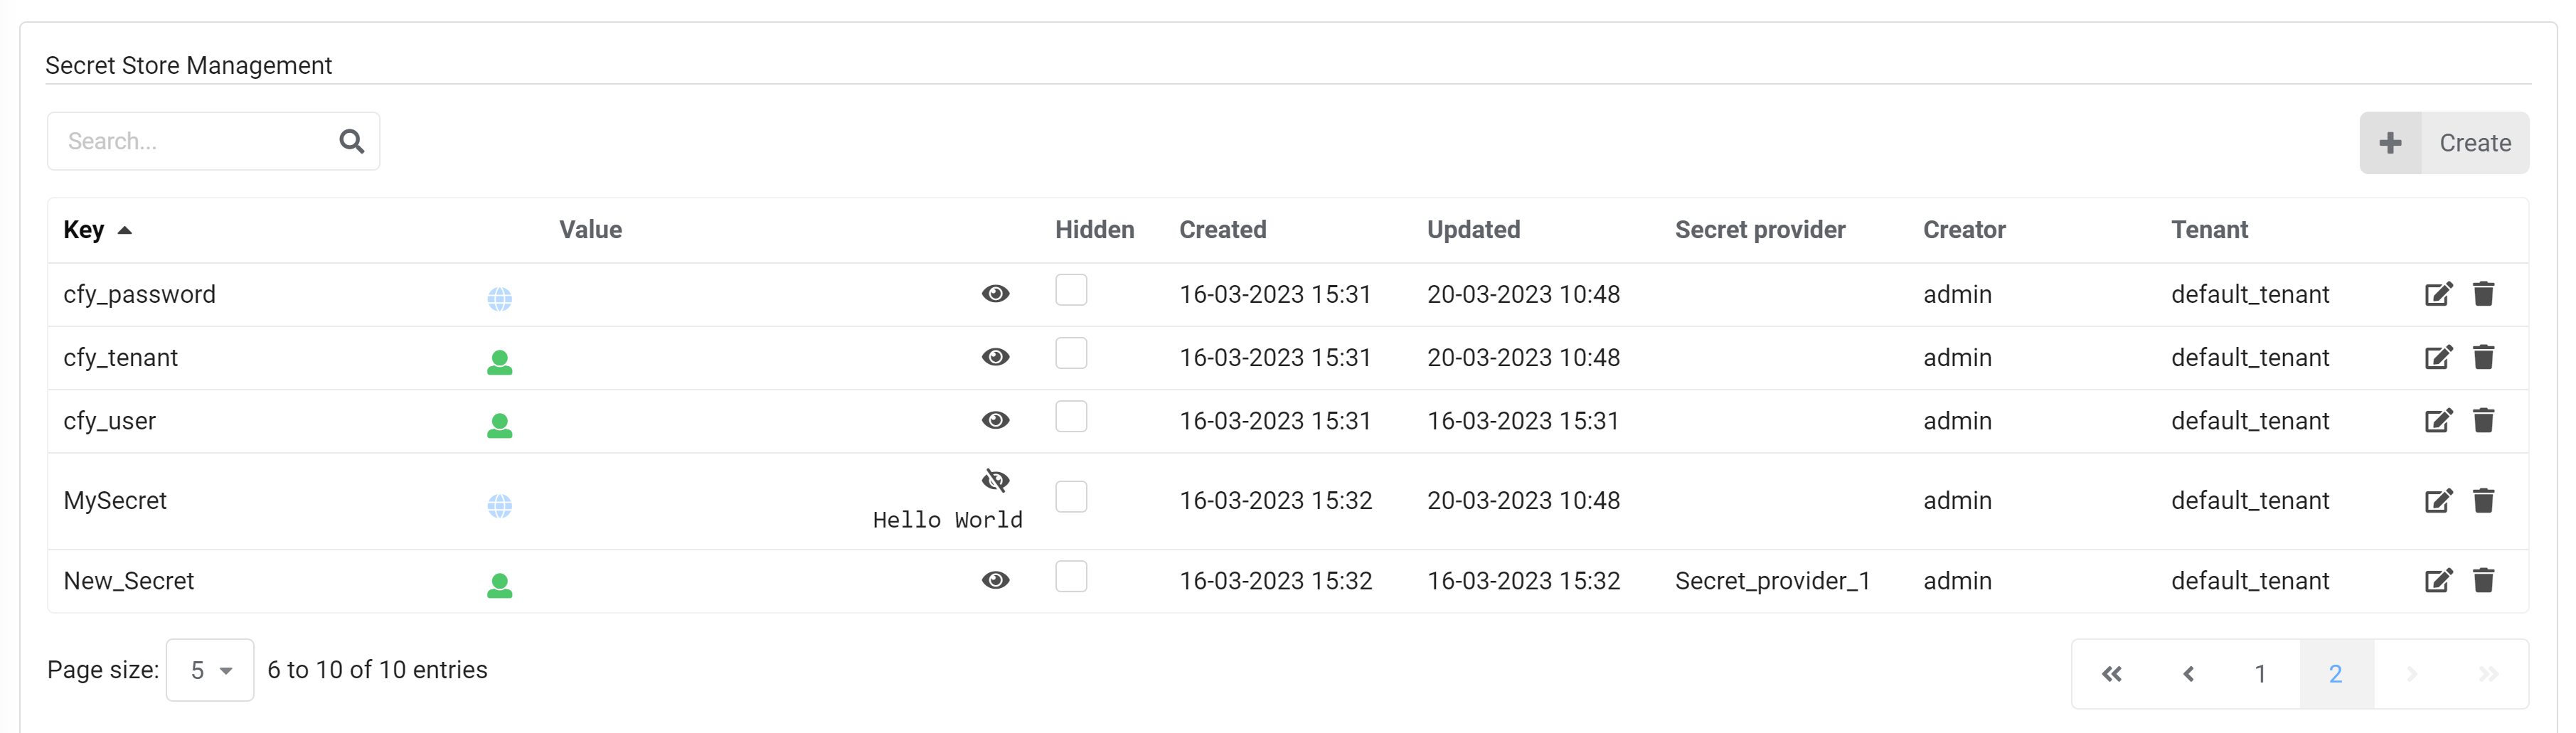 Secret Store Management
Search...
Create
Key Value Hidden Created Updated Secret provider Creator Tenant
cfy_password 16-03-2023 15:31 20-03-2023 10:48 admin default_tenant
cfy_tenant 16-03-2023 15:31 20-03-2023 10:48 admin default_tenant
cfy_user 16-03-2023 15:31 16-03-2023 15:31 admin default_tenant
MySecret Hello World 16-03-2023 15:32 20-03-2023 10:48 admin default_tenant
New_Secret 16-03-2023 15:32 16-03-2023 15:32 Secret_provider_1 admin default_tenant
Page size: 5 6 to 10 of 10 entries 1 2